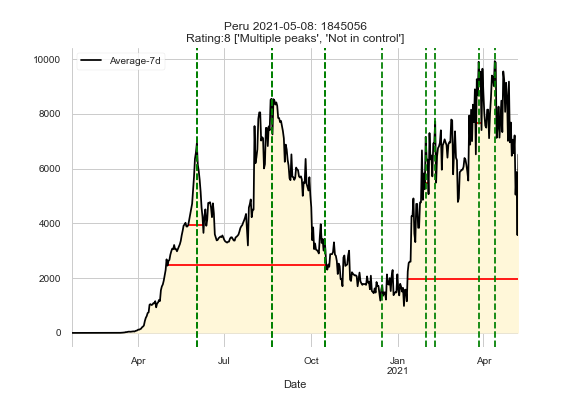 Peru 2021-05-08: 1845056
Rating:8 ['Multiple peaks', 'Not in control']
Average-7d
10000
8000
6000
4000
2000
0
Apr Jul Oct Jan Apr
2021
Date